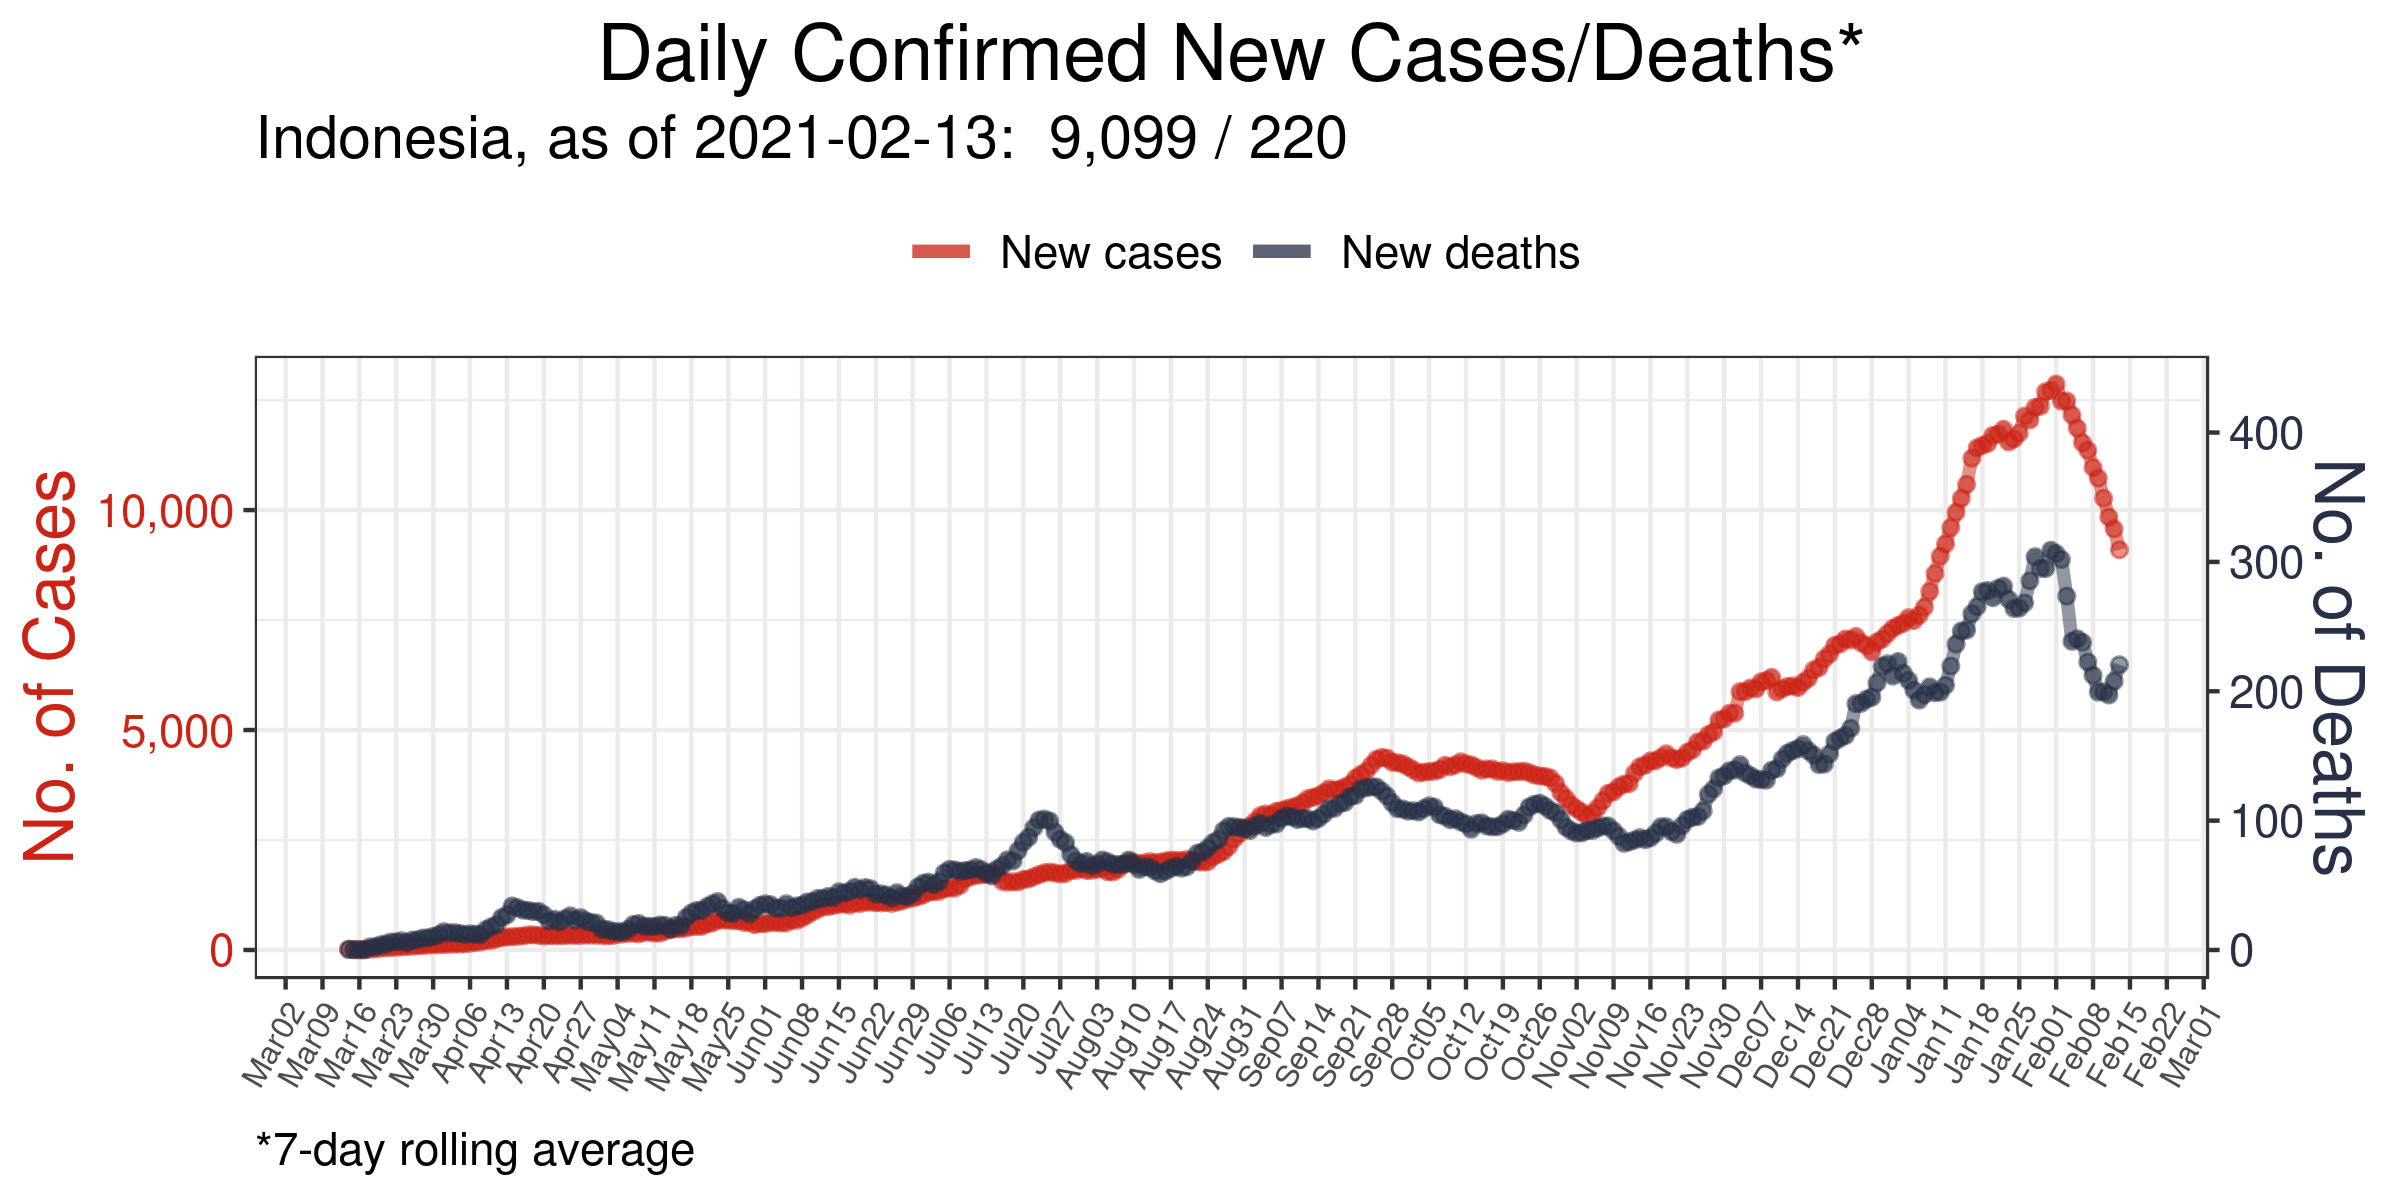 Daily Confirmed New Cases/Deaths*
Indonesia, as of 2021-02-13:  9,099 / 220
New cases
New deaths
No. of Cases
10,000
5,000
0
400
300
200
100
0
No. of Deaths
Mar02
Mar09
Mar16
Mar23
Mar30
Apr06
Apr13
Apr20
Apr27
May04
May11
May18
May25
Jun01
Jun08
Jun15
Jun22
Jun29
Jul06
Jul13
Jul20
Jul27
Aug03
Aug10
Aug17
Aug24
Aug31
Sep07
Sep14
Sep21
Sep28
Oct05
Oct12
Oct19
Oct26
Nov02
Nov09
Nov16
Nov23
Nov30
Dec07
Dec14
Dec21
Dec28
Jan04
Jan11
Jan18
Jan25
Feb01
Feb08
Feb15
Feb22
Mar01
*7-day rolling average